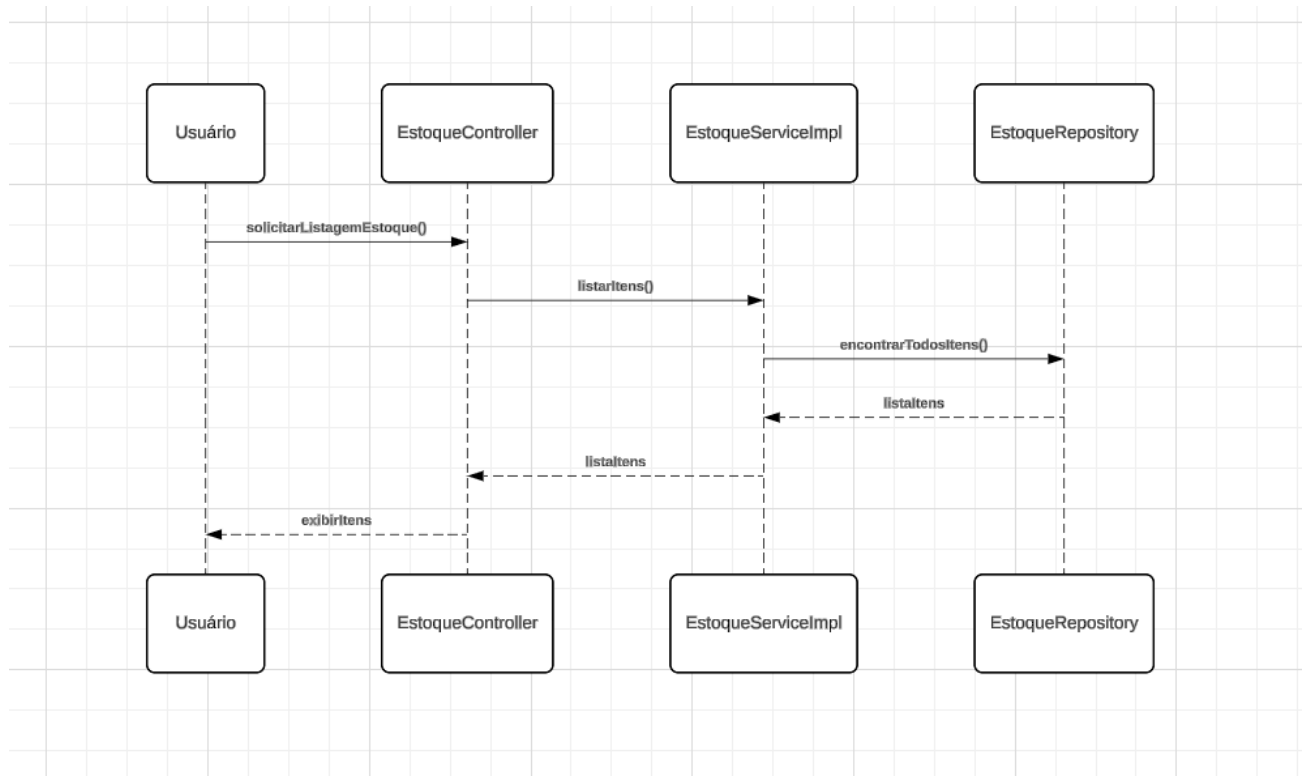 Usuário
EstoqueController
EstoqueServiceImpl
EstoqueRepository
solicitarListagemEstoque()
listarItens()
encontrarTodosItens()
listaItens
listaItens
exibirItens
Usuário
EstoqueController
EstoqueServiceImpl
EstoqueRepository